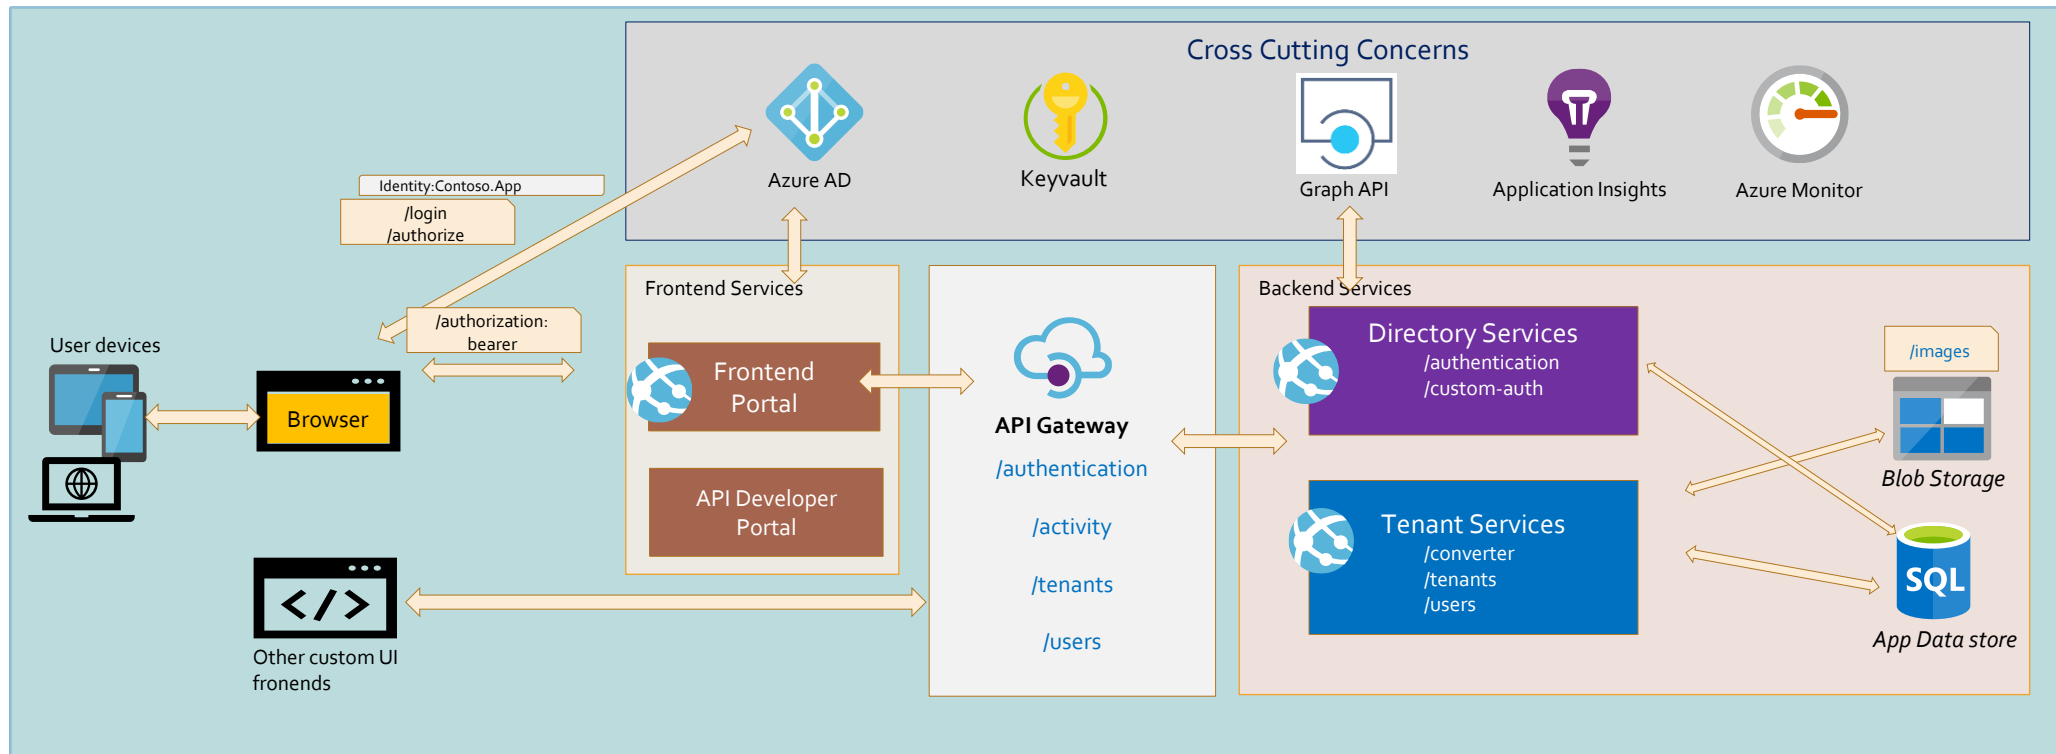 Cross Cutting Concerns
Azure AD
Keyvault
Graph API
Application Insights
Azure Monitor
Identity:Contoso.App
/login
/authorize
/authorization:
bearer
User devices
Browser
Other custom UI
fronends
Frontend Services
Frontend
Portal
API Developer
Portal
API Gateway
/authentication
/activity
/tenants
/users
Backend Services
Directory Services
/authentication
/custom-auth
Tenant Services
/converter
/tenants
/users
/images
Blob Storage
SQL
App Data store